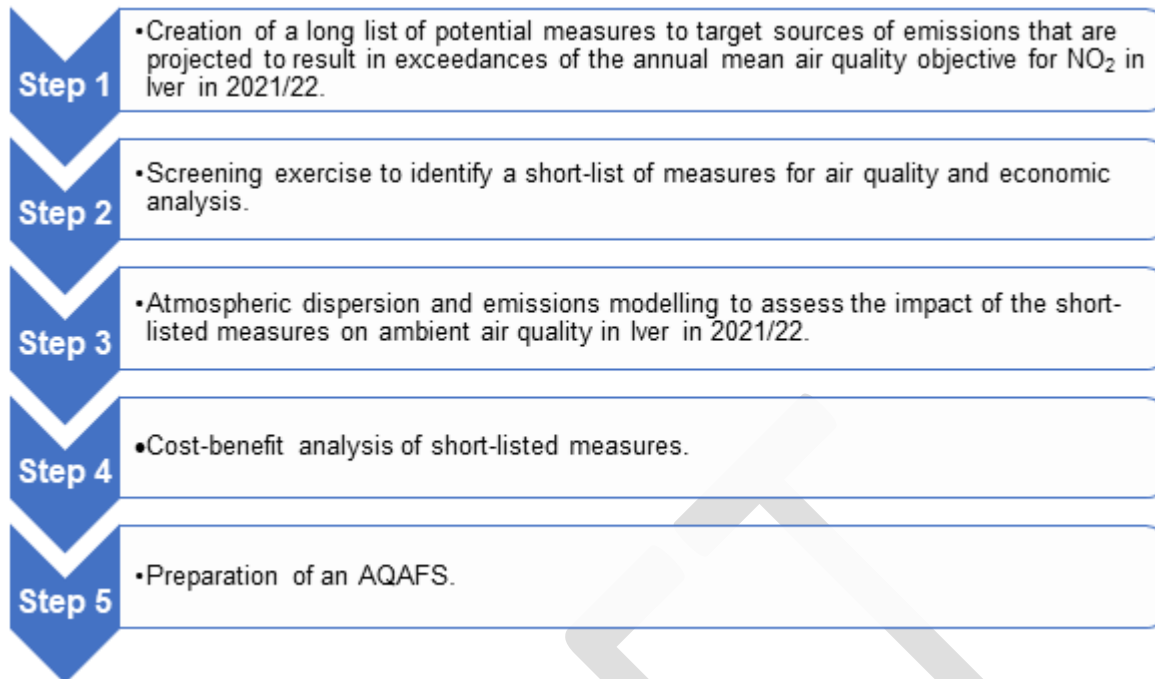 Step 1
•Creation of a long list of potential measures to target sources of emissions that are
projected to result in exceedances of the annual mean air quality objective for NO₂ in
Iver in 2021/22.
Step 2
•Screening exercise to identify a short-list of measures for air quality and economic
analysis.
Step 3
•Atmospheric dispersion and emissions modelling to assess the impact of the short-
listed measures on ambient air quality in Iver in 2021/22.
Step 4
•Cost-benefit analysis of short-listed measures.
Step 5
•Preparation of an AQAFS.